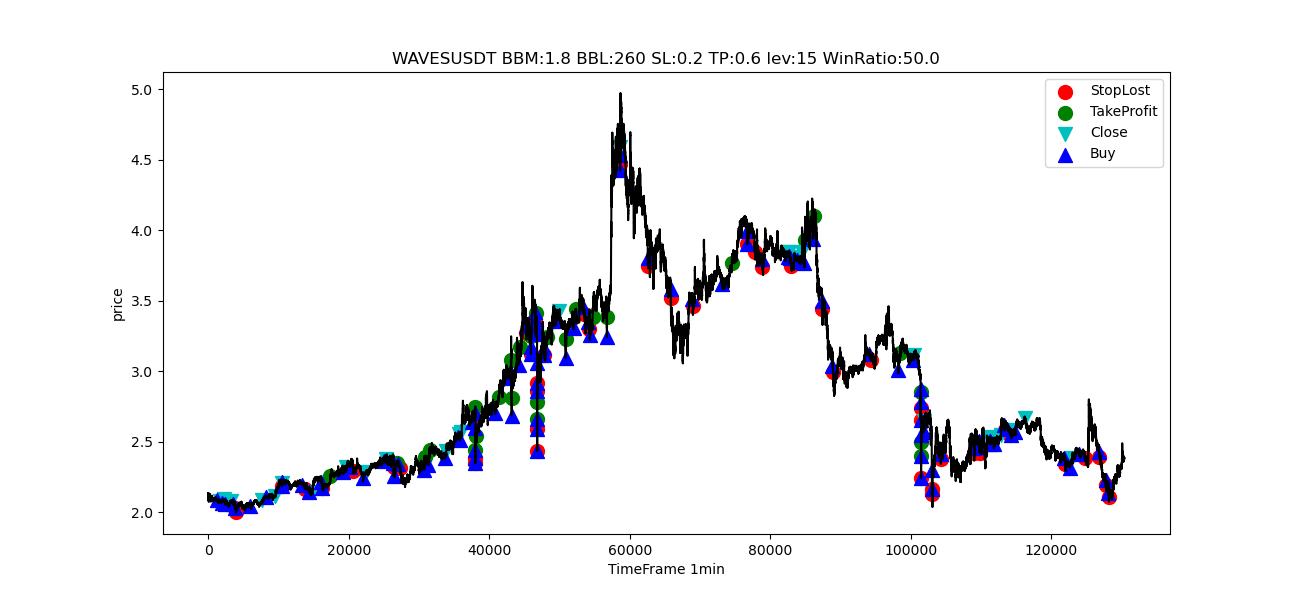 WAVESUSDT BBM:1.8 BBL:260 SL:0.2 TP:0.6 lev:15 WinRatio:50.0
StopLost
TakeProfit
Close
Buy
price
5.0
4.5
4.0
3.5
3.0
2.5
2.0
0 20000 40000 60000 80000 100000 120000
TimeFrame 1min